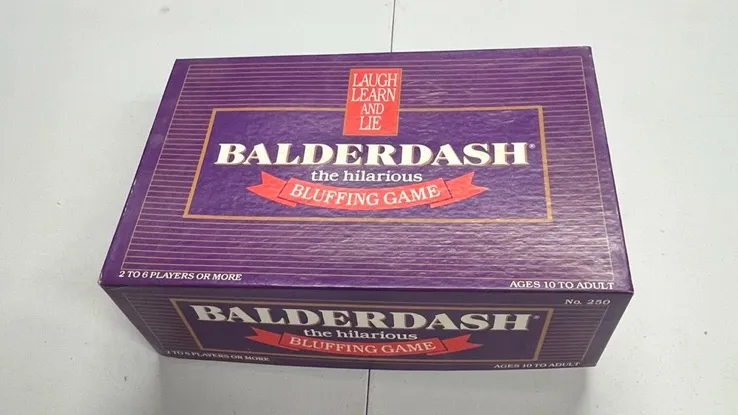 LAUGH
LEARN
AND
LIE
BALDERDASH®
the hilarious
BLUFFING GAME
2 TO 6 PLAYERS OR MORE
AGES 10 TO ADULT
No. 250
BALDERDASH®
the hilarious
BLUFFING GAME
2 TO 6 PLAYERS OR MORE
AGES 10 TO ADULT